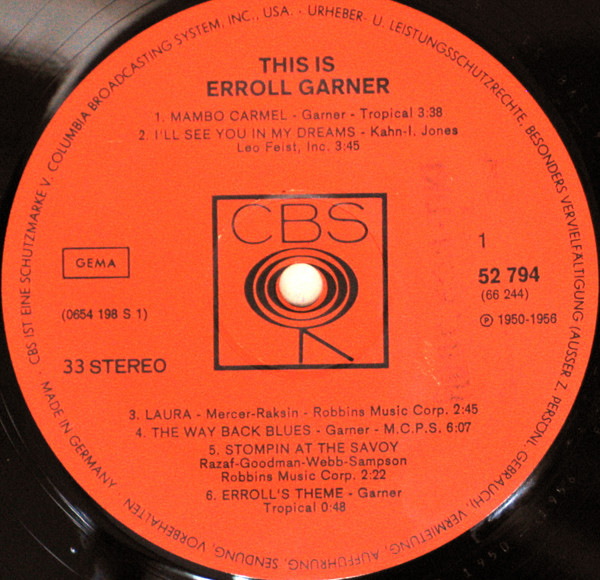 CBS IST EINE SCHUTZMARKE V. COLUMBIA BROADCASTING SYSTEM, INC., USA. - URHEBER- U. LEISTUNGSSCHUTZRECHTE, BESONDERS VERVIELFÄLTIGUNG (AUSSER Z. PERSÖNL. GEBRAUCH), VERMIETUNG, AUFFÜHRUNG, SENDUNG, VORBEHALTEN · MADE IN GERMANY ·
THIS IS
ERROLL GARNER
1. MAMBO CARMEL - Garner - Tropical 3:38
2. I'LL SEE YOU IN MY DREAMS - Kahn-I. Jones
Leo Feist, Inc. 3:45
CBS
GEMA
(0654 198 S 1)
33 STEREO
1
52 794
(66 244)
Ⓟ 1950-1956
3. LAURA - Mercer-Raksin - Robbins Music Corp. 2:45
4. THE WAY BACK BLUES - Garner - M.C.P.S. 6:07
5. STOMPIN AT THE SAVOY
Razaf-Goodman-Webb-Sampson
Robbins Music Corp. 2:22
6. ERROLL'S THEME - Garner
Tropical 0:48